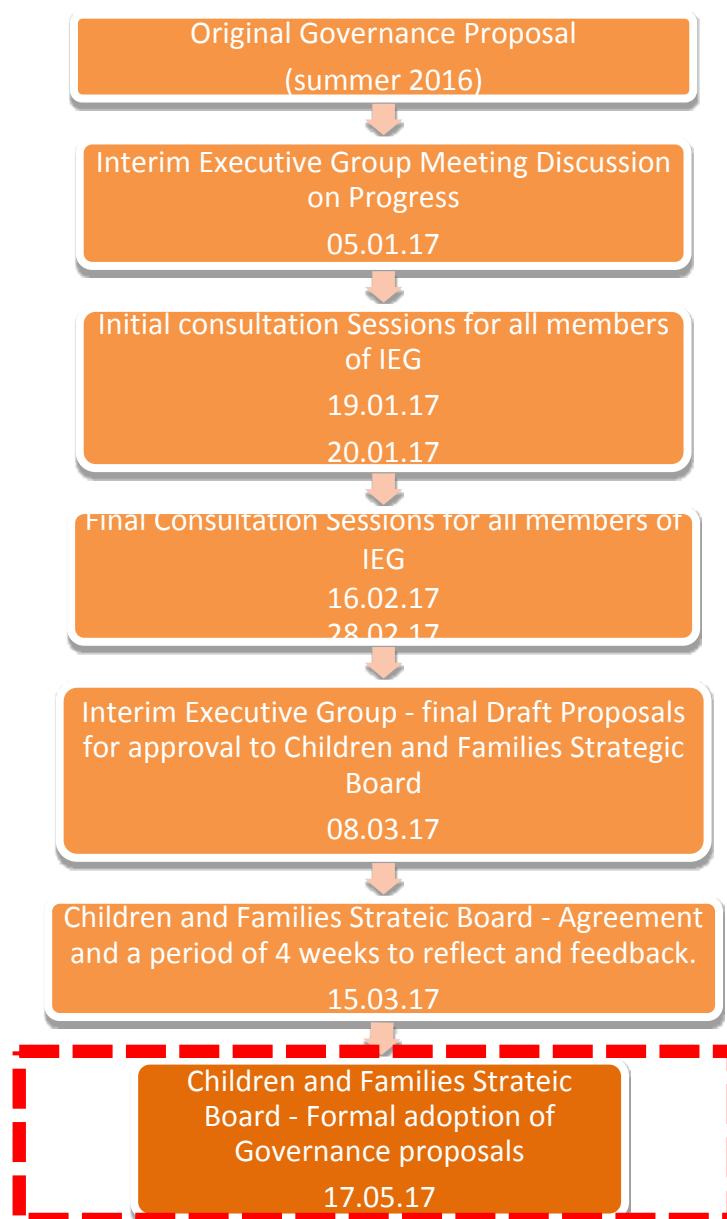 Original Governance Proposal
(summer 2016)
Interim Executive Group Meeting Discussion
on Progress
05.01.17
Initial consultation Sessions for all members
of IEG
19.01.17
20.01.17
Final Consultation Sessions for all members of
IEG
16.02.17
28.02.17
Interim Executive Group - final Draft Proposals
for approval to Children and Families Strategic
Board
08.03.17
Children and Families Strateic Board - Agreement
and a period of 4 weeks to reflect and feedback.
15.03.17
Children and Families Strateic
Board - Formal adoption of
Governance proposals
17.05.17